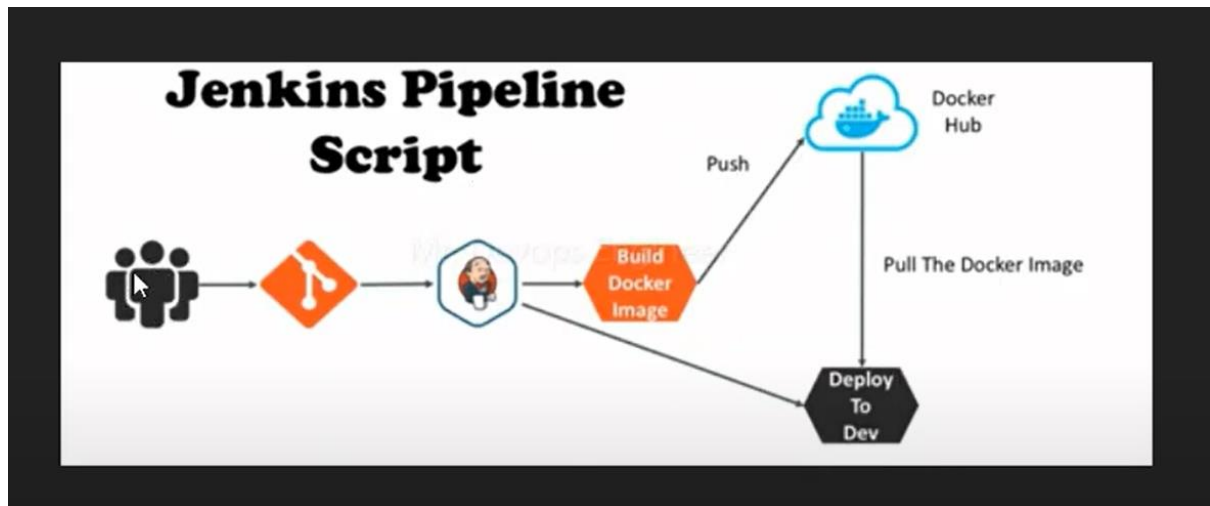 Jenkins Pipeline
Script
Docker
Hub
Push
Build
Docker
Image
Pull The Docker Image
Deploy
To
Dev